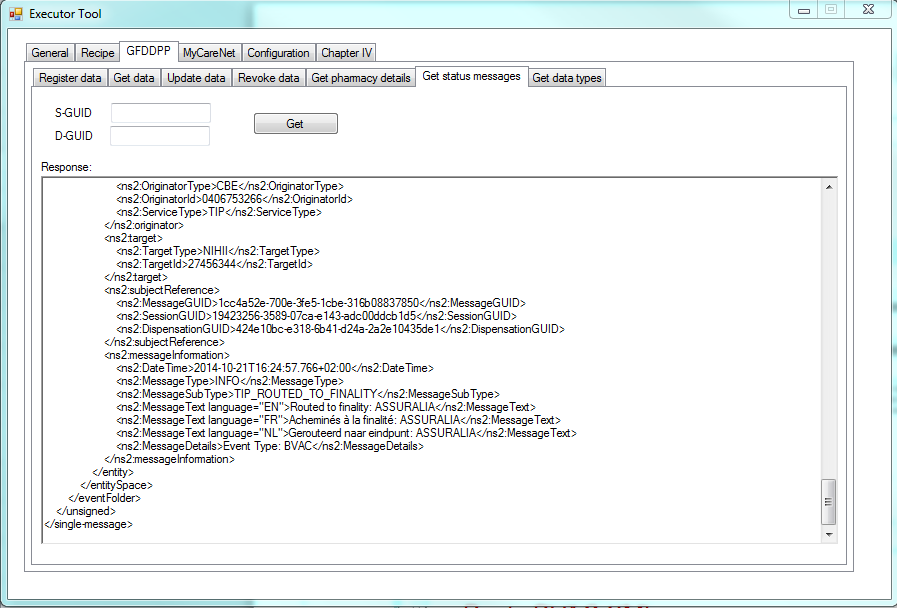 Executor Tool
General Recipe GFDDPP MyCareNet Configuration Chapter IV
Register data Get data Update data Revoke data Get pharmacy details Get status messages Get data types
S-GUID
Get
D-GUID
Response:
<ns2:OriginatorType>CBE</ns2:OriginatorType>
<ns2:OriginatorId>0406753266</ns2:OriginatorId>
<ns2:ServiceType>TIP</ns2:ServiceType>
</ns2:originator>
<ns2:target>
<ns2:TargetType>NIHII</ns2:TargetType>
<ns2:TargetId>27456344</ns2:TargetId>
</ns2:target>
<ns2:subjectReference>
<ns2:MessageGUID>1cc4a52e-700e-3fe5-1cbe-316b08837850</ns2:MessageGUID>
<ns2:SessionGUID>19423256-3589-07ca-e143-adc00ddcb1d5</ns2:SessionGUID>
<ns2:DispensationGUID>424e10bc-e318-6b41-d24a-2a2e10435de1</ns2:DispensationGUID>
</ns2:subjectReference>
<ns2:messageInformation>
<ns2:DateTime>2014-10-21T16:24:57.766+02:00</ns2:DateTime>
<ns2:MessageType>INFO</ns2:MessageType>
<ns2:MessageSubType>TIP_ROUTED_TO_FINALITY</ns2:MessageSubType>
<ns2:MessageText language="EN">Routed to finality: ASSURALIA</ns2:MessageText>
<ns2:MessageText language="FR">Acheminés à la finalité: ASSURALIA</ns2:MessageText>
<ns2:MessageText language="NL">Gerouteerd naar eindpunt: ASSURALIA</ns2:MessageText>
<ns2:MessageDetails>Event Type: BVAC</ns2:MessageDetails>
</ns2:messageInformation>
</entity>
</entitySpace>
</eventFolder>
</unsigned>
</single-message>